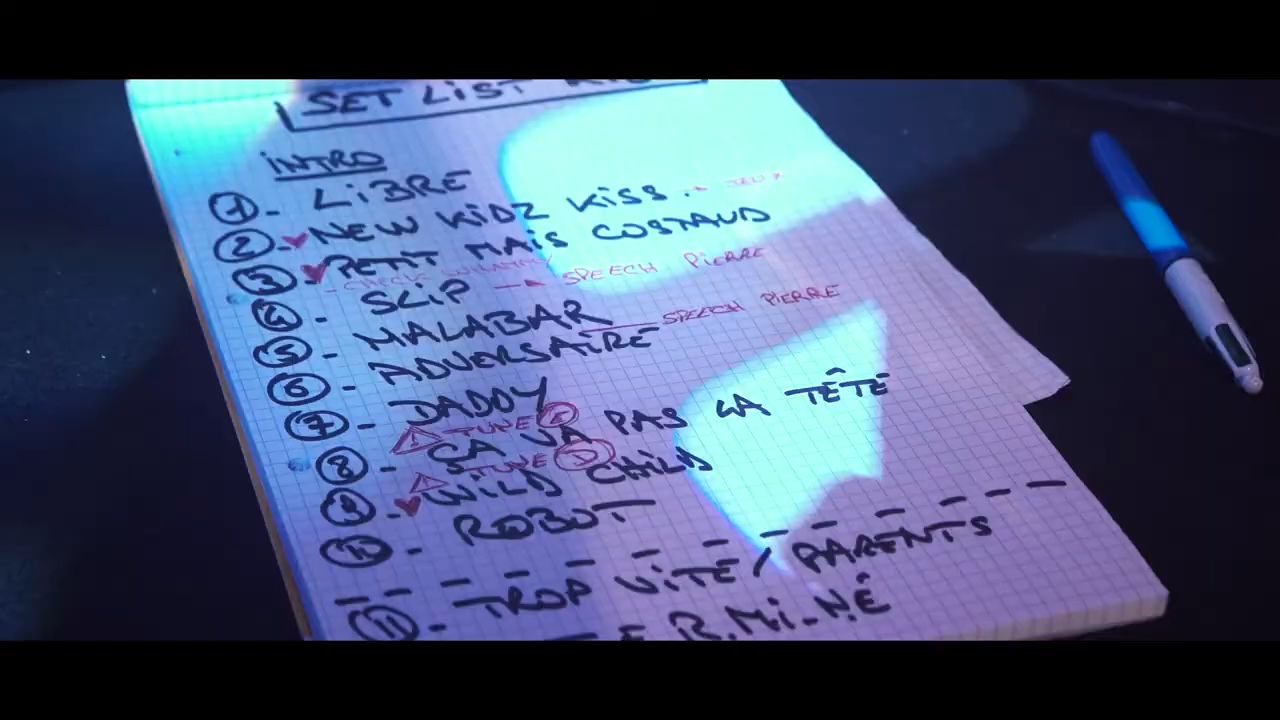 SET LIST
INTRO
1 - LIBRE
2 - ♥ NEW KIDZ KISS
3 - ♥ PETIT MAIS COSTAUD
- CHECK → SPEECH PIERRE
4 - SLIP
5 - MALABAR SPEECH PIERRE
6 - ADVERSAIRE
7 - DADDY
⚠ TUNE
8 - ÇA VA PAS LA TÊTE
⚠ TUNE D
9 - ♥ WILD CHILD
10 - ROBOT
11 - TROP VITE / PARENTS
R.Mi.NÉ